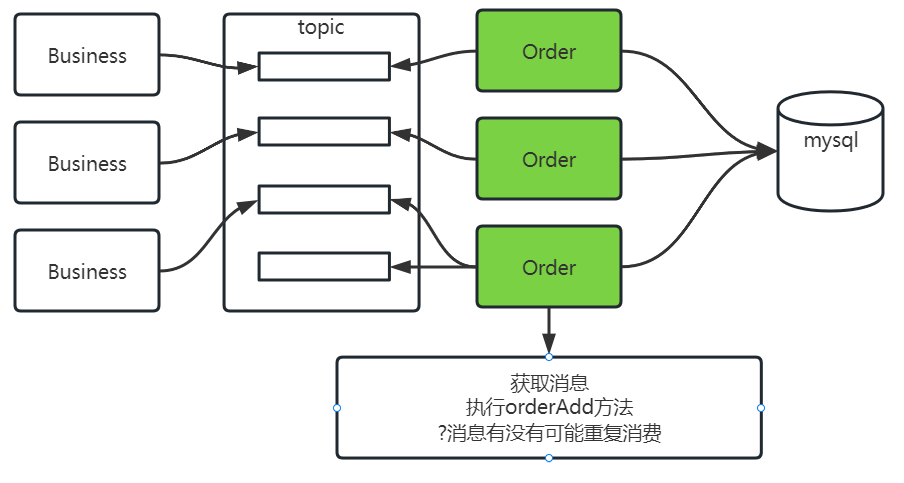 topic
Business
Order
mysql
Business
Order
Business
Order
获取消息
执行orderAdd方法
?消息有没有可能重复消费